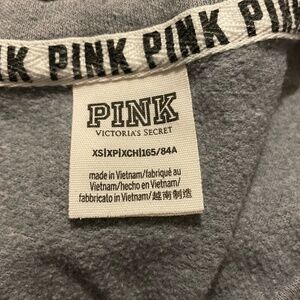 PINK PINK PINK PIN
PINK
VICTORIA'S SECRET
XS|XP|XCH|165/84A
made in Vietnam/fabriqué au
Vietnam/hecho en Vietnam/
fabbricato in Vietnam/越南制造